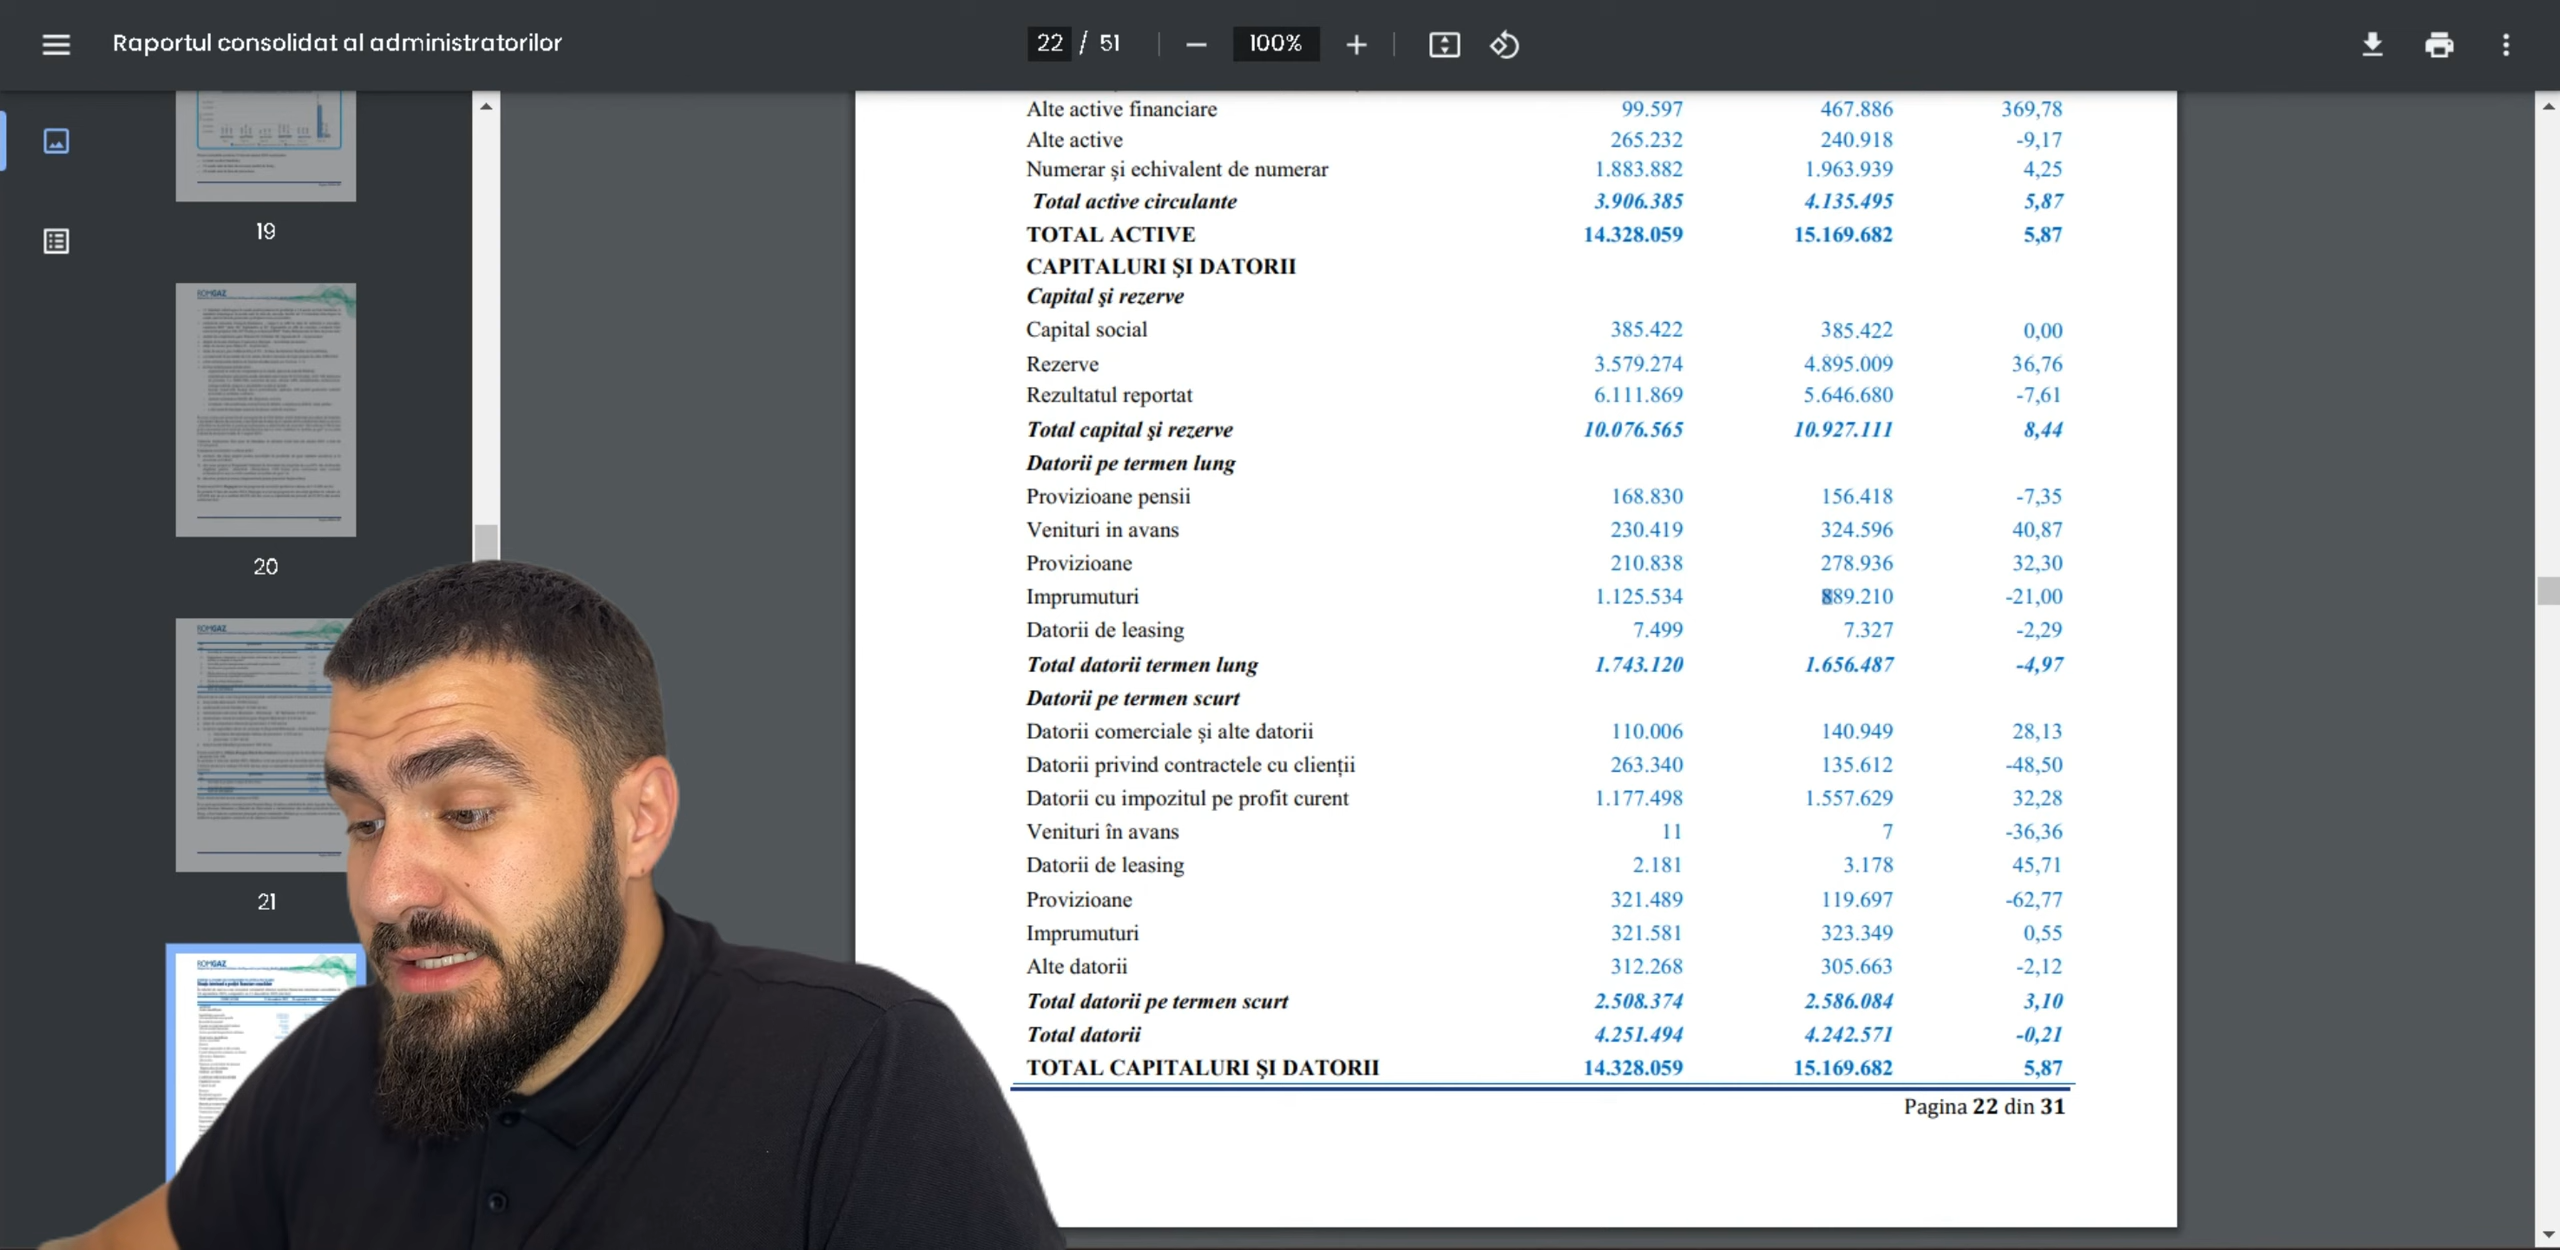 Raportul consolidat al administratorilor
22 / 51
100%
19
ROMGAZ
20
ROMGAZ
21
ROMGAZ
Alte active financiare 99.597 467.886 369,78
Alte active 265.232 240.918 -9,17
Numerar și echivalent de numerar 1.883.882 1.963.939 4,25
Total active circulante 3.906.385 4.135.495 5,87
TOTAL ACTIVE 14.328.059 15.169.682 5,87
CAPITALURI ŞI DATORII
Capital şi rezerve
Capital social 385.422 385.422 0,00
Rezerve 3.579.274 4.895.009 36,76
Rezultatul reportat 6.111.869 5.646.680 -7,61
Total capital şi rezerve 10.076.565 10.927.111 8,44
Datorii pe termen lung
Provizioane pensii 168.830 156.418 -7,35
Venituri in avans 230.419 324.596 40,87
Provizioane 210.838 278.936 32,30
Imprumuturi 1.125.534 889.210 -21,00
Datorii de leasing 7.499 7.327 -2,29
Total datorii termen lung 1.743.120 1.656.487 -4,97
Datorii pe termen scurt
Datorii comerciale şi alte datorii 110.006 140.949 28,13
Datorii privind contractele cu clienții 263.340 135.612 -48,50
Datorii cu impozitul pe profit curent 1.177.498 1.557.629 32,28
Venituri în avans 11 7 -36,36
Datorii de leasing 2.181 3.178 45,71
Provizioane 321.489 119.697 -62,77
Imprumuturi 321.581 323.349 0,55
Alte datorii 312.268 305.663 -2,12
Total datorii pe termen scurt 2.508.374 2.586.084 3,10
Total datorii 4.251.494 4.242.571 -0,21
TOTAL CAPITALURI ŞI DATORII 14.328.059 15.169.682 5,87
Pagina 22 din 31